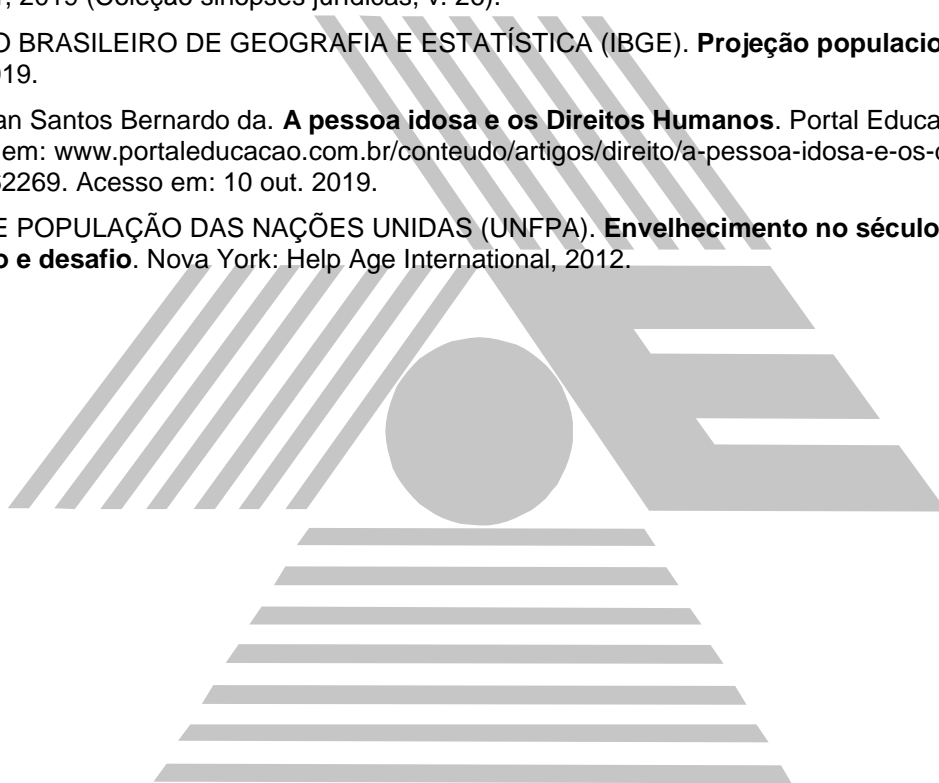 , 2019 (Coleção sinopses jurídicas, v. 28).
O BRASILEIRO DE GEOGRAFIA E ESTATÍSTICA (IBGE). Projeção populacio
019.
an Santos Bernardo da. A pessoa idosa e os Direitos Humanos. Portal Educa
em: www.portaleducacao.com.br/conteudo/artigos/direito/a-pessoa-idosa-e-os-
62269. Acesso em: 10 out. 2019.
E POPULAÇÃO DAS NAÇÕES UNIDAS (UNFPA). Envelhecimento no século
o e desafio. Nova York: Help Age International, 2012.